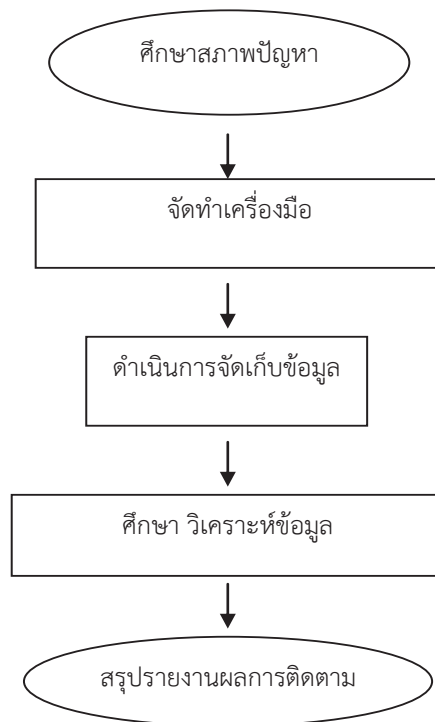 ศึกษาสภาพปัญหา
จัดทำเครื่องมือ
ดำเนินการจัดเก็บข้อมูล
ศึกษา วิเคราะห์ข้อมูล
สรุปรายงานผลการติดตาม